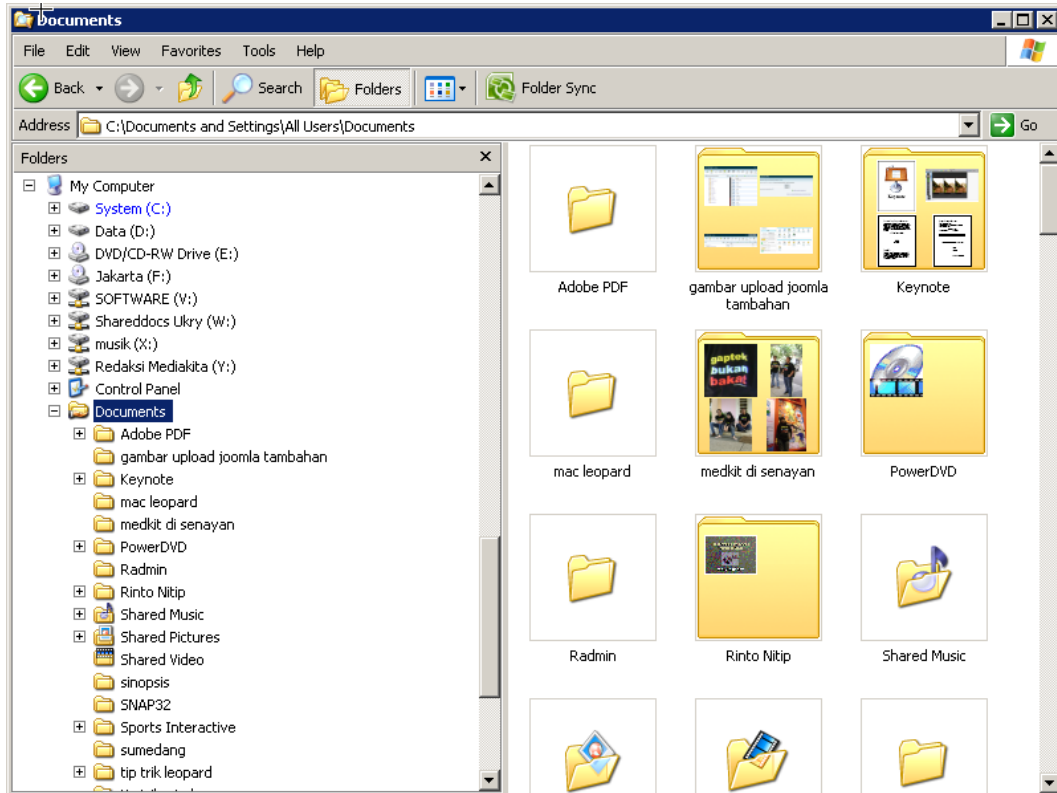 Documents
File Edit View Favorites Tools Help
Back Search Folders Folder Sync
Address C:\Documents and Settings\All Users\Documents Go
Folders
My Computer
System (C:)
Data (D:)
DVD/CD-RW Drive (E:)
Jakarta (F:)
SOFTWARE (V:)
Shareddocs Ukry (W:)
musik (X:)
Redaksi Mediakita (Y:)
Control Panel
Documents
Adobe PDF
gambar upload joomla tambahan
Keynote
mac leopard
medkit di senayan
PowerDVD
Radmin
Rinto Nitip
Shared Music
Shared Pictures
Shared Video
sinopsis
SNAP32
Sports Interactive
sumedang
tip trik leopard
Adobe PDF
gambar upload joomla
tambahan
Keynote
Keynote
mac leopard
gaptek
bukan
bakat
medkit di senayan
PowerDVD
Radmin
Rinto Nitip
Shared Music